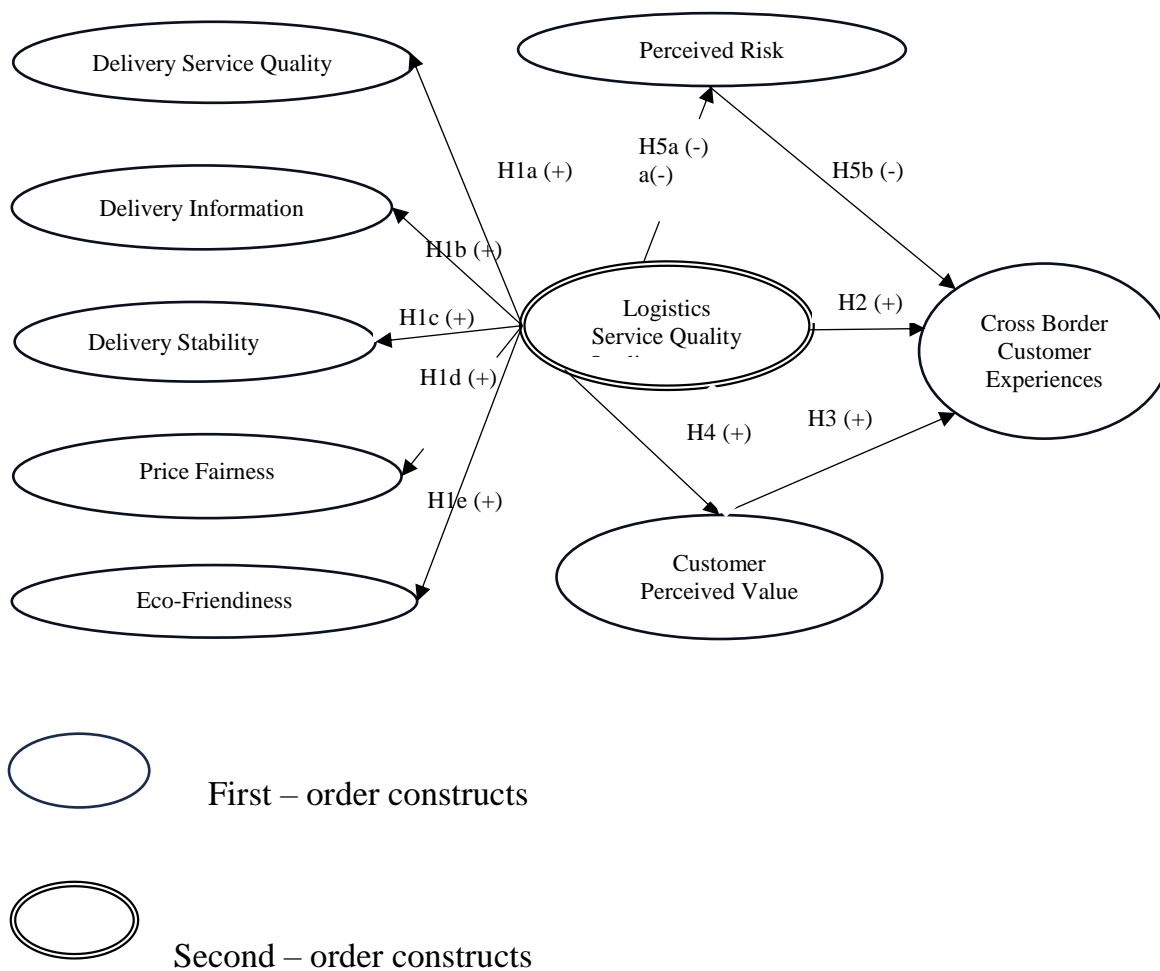 Delivery Service Quality
Perceived Risk
H1a (+)
H5a (-)
a(-)
H5b (-)
Delivery Information
H1b (+)
Logistics
Service Quality
H2 (+)
Cross Border
Customer
Experiences
Delivery Stability
H1c (+)
H1d (+)
H4 (+)
H3 (+)
Price Fairness
H1e (+)
Customer
Perceived Value
Eco-Friendiness
First – order constructs
Second – order constructs